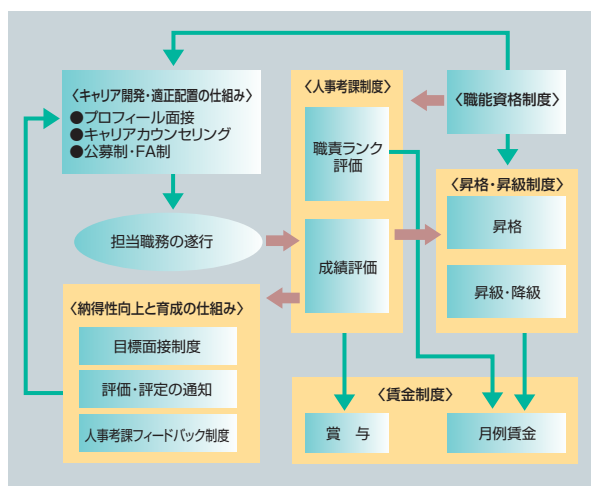 〈キャリア開発・適正配置の仕組み〉
●プロフィール面接
●キャリアカウンセリング
●公募制・FA制
〈人事考課制度〉
職責ランク
評価
〈職能資格制度〉
〈昇格・昇級制度〉
昇格
昇級・降級
担当職務の遂行
成績評価
〈納得性向上と育成の仕組み〉
目標面接制度
評価・評定の通知
人事考課フィードバック制度
〈賃金制度〉
賞　与
月例賃金